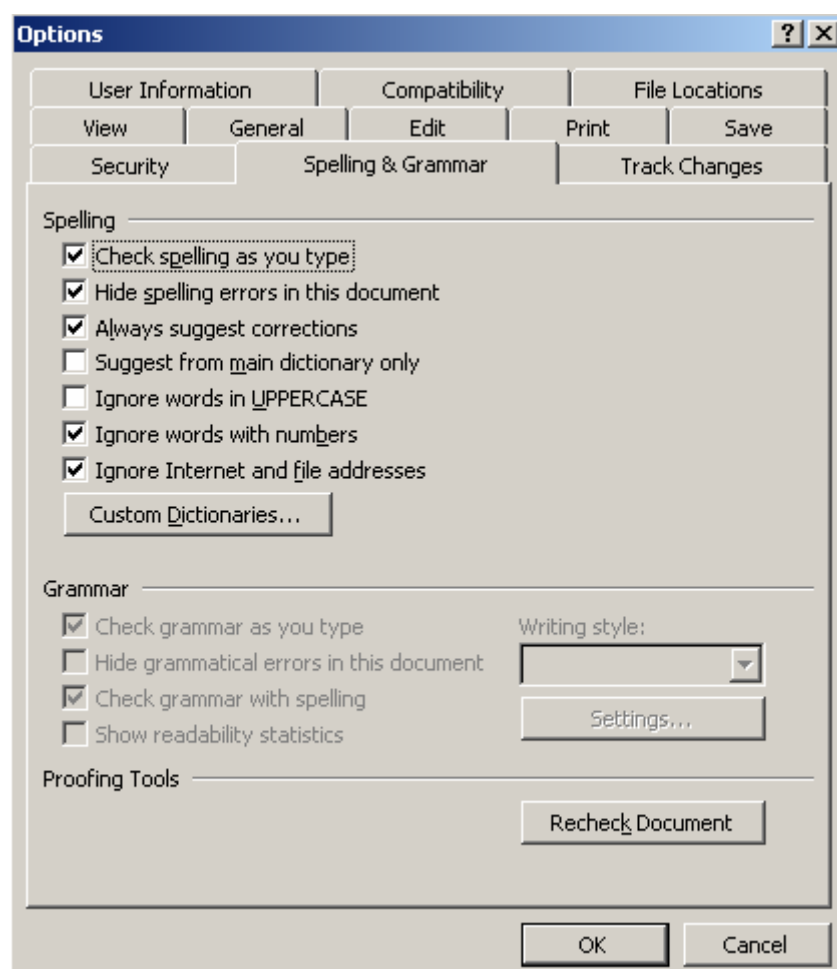 Options
User Information Compatibility File Locations
View General Edit Print Save
Security Spelling & Grammar Track Changes
Spelling
Check spelling as you type
Hide spelling errors in this document
Always suggest corrections
Suggest from main dictionary only
Ignore words in UPPERCASE
Ignore words with numbers
Ignore Internet and file addresses
Custom Dictionaries...
Grammar
Check grammar as you type Writing style:
Hide grammatical errors in this document
Check grammar with spelling
Settings...
Show readability statistics
Proofing Tools
Recheck Document
OK Cancel